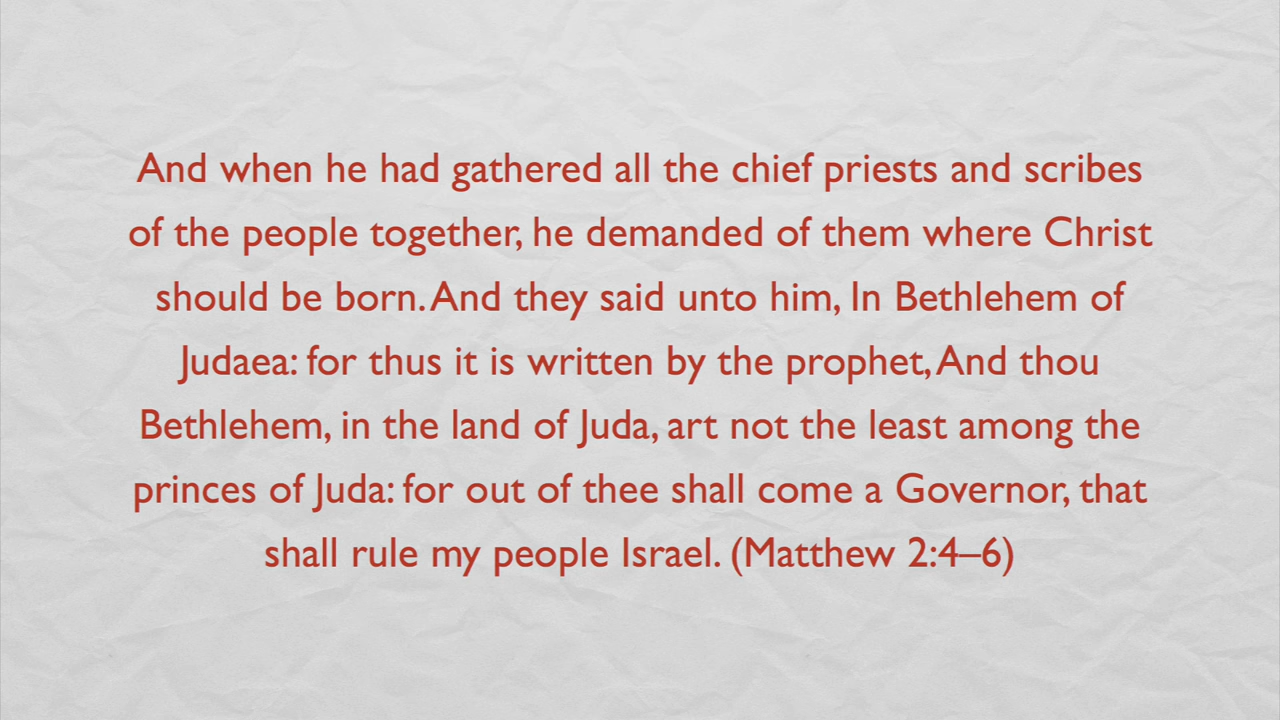 And when he had gathered all the chief priests and scribes
of the people together, he demanded of them where Christ
should be born. And they said unto him, In Bethlehem of
Judaea: for thus it is written by the prophet, And thou
Bethlehem, in the land of Juda, art not the least among the
princes of Juda: for out of thee shall come a Governor, that
shall rule my people Israel. (Matthew 2:4–6)